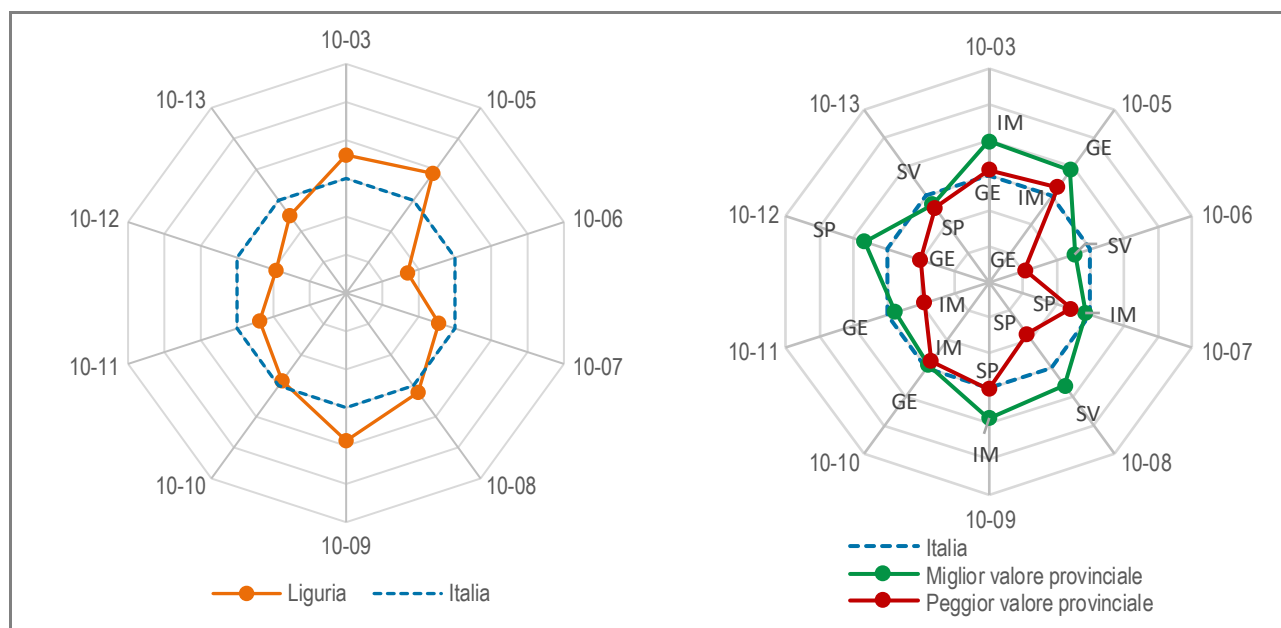 10-03
10-13
10-05
10-12
10-06
10-11
10-07
10-10
10-08
10-09
Liguria
Italia
10-03
10-13
10-05
IM
GE
SV
GE
IM
10-12
10-06
SP
SP
SV
GE
GE
SP
IM
IM
SP
GE
10-11
10-07
IM
SP
GE
SV
10-10
10-08
IM
10-09
Italia
Miglior valore provinciale
Peggior valore provinciale